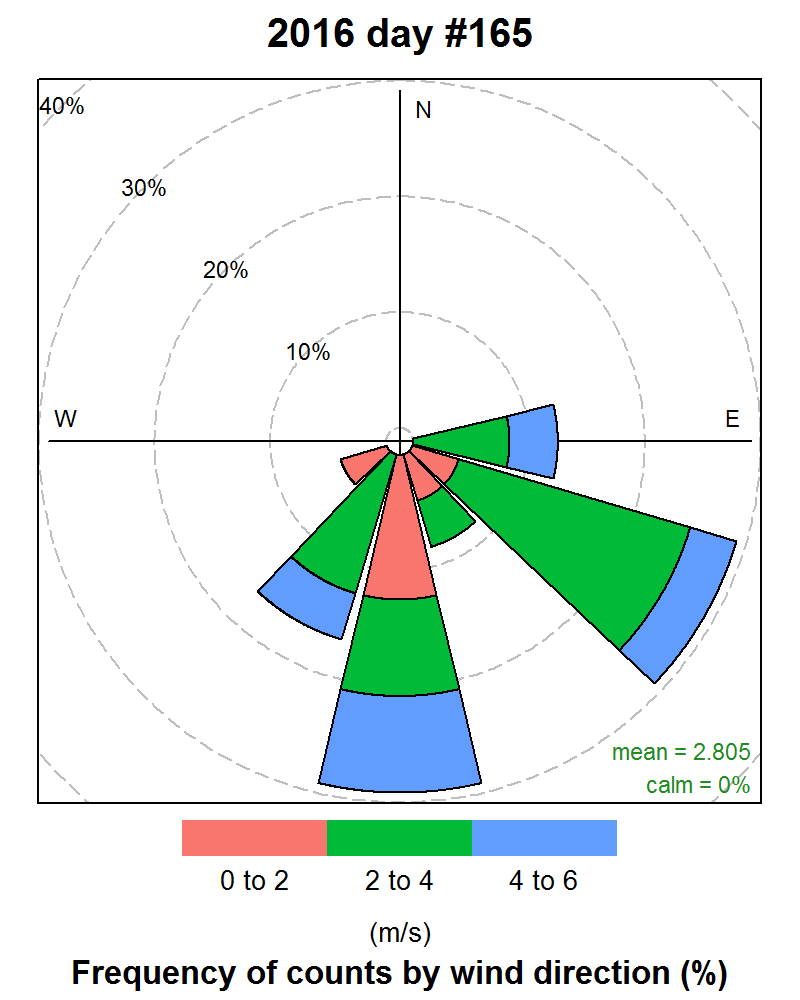 2016 day #165
40%
N
30%
20%
10%
W
E
mean = 2.805
calm = 0%
0 to 2
2 to 4
4 to 6
(m/s)
Frequency of counts by wind direction (%)